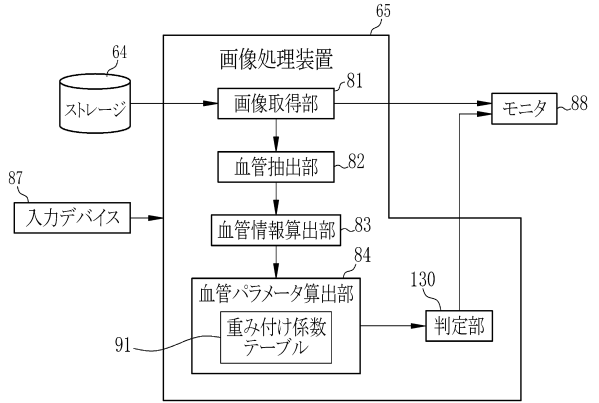 65
64
画像処理装置
81
ストレージ
画像取得部
モニタ
88
82
血管抽出部
87
入力デバイス
83
血管情報算出部
84
血管パラメータ算出部
130
重み付け係数
テーブル
91
判定部